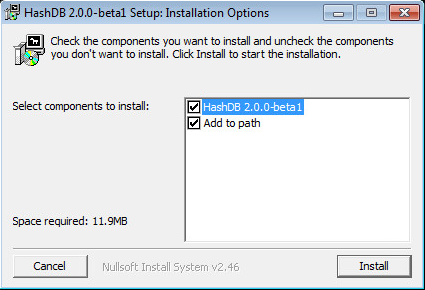 HashDB 2.0.0-beta1 Setup: Installation Options
Check the components you want to install and uncheck the components
you don't want to install. Click Install to start the installation.
Select components to install:
HashDB 2.0.0-beta1
Add to path
Space required: 11.9MB
Cancel
Nullsoft Install System v2.46
Install